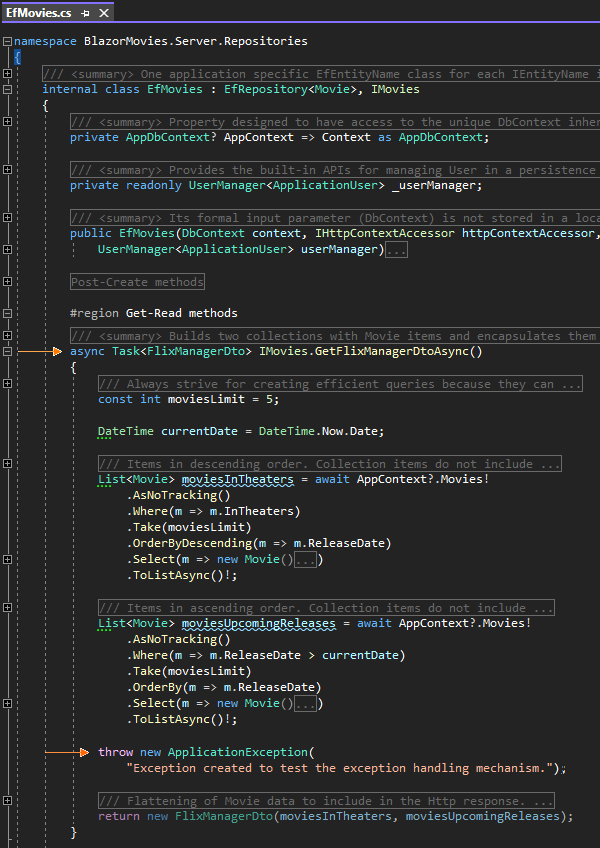 EfMovies.cs
namespace BlazorMovies.Server.Repositories
{
/// <summary> One application specific EfEntityName class for each IEntityName i
internal class EfMovies : EfRepository<Movie>, IMovies
{
/// <summary> Property designed to have access to the unique DbContext inher
private AppDbContext? AppContext => Context as AppDbContext;
/// <summary> Provides the built-in APIs for managing User in a persistence
private readonly UserManager<ApplicationUser> _userManager;
/// <summary> Its formal input parameter (DbContext) is not stored in a loca
public EfMovies(DbContext context, IHttpContextAccessor httpContextAccessor,
UserManager<ApplicationUser> userManager)...
Post-Create methods
#region Get-Read methods
/// <summary> Builds two collections with Movie items and encapsulates them
async Task<FlixManagerDto> IMovies.GetFlixManagerDtoAsync()
{
/// Always strive for creating efficient queries because they can ...
const int moviesLimit = 5;
DateTime currentDate = DateTime.Now.Date;
/// Items in descending order. Collection items do not include ...
List<Movie> moviesInTheaters = await AppContext?.Movies!
.AsNoTracking()
.Where(m => m.InTheaters)
.Take(moviesLimit)
.OrderByDescending(m => m.ReleaseDate)
.Select(m => new Movie()...)
.ToListAsync()!;
/// Items in ascending order. Collection items do not include ...
List<Movie> moviesUpcomingReleases = await AppContext?.Movies!
.AsNoTracking()
.Where(m => m.ReleaseDate > currentDate)
.Take(moviesLimit)
.OrderBy(m => m.ReleaseDate)
.Select(m => new Movie()...)
.ToListAsync()!;
throw new ApplicationException(
"Exception created to test the exception handling mechanism.");
/// Flattening of Movie data to include in the Http response. ...
return new FlixManagerDto(moviesInTheaters, moviesUpcomingReleases);
}